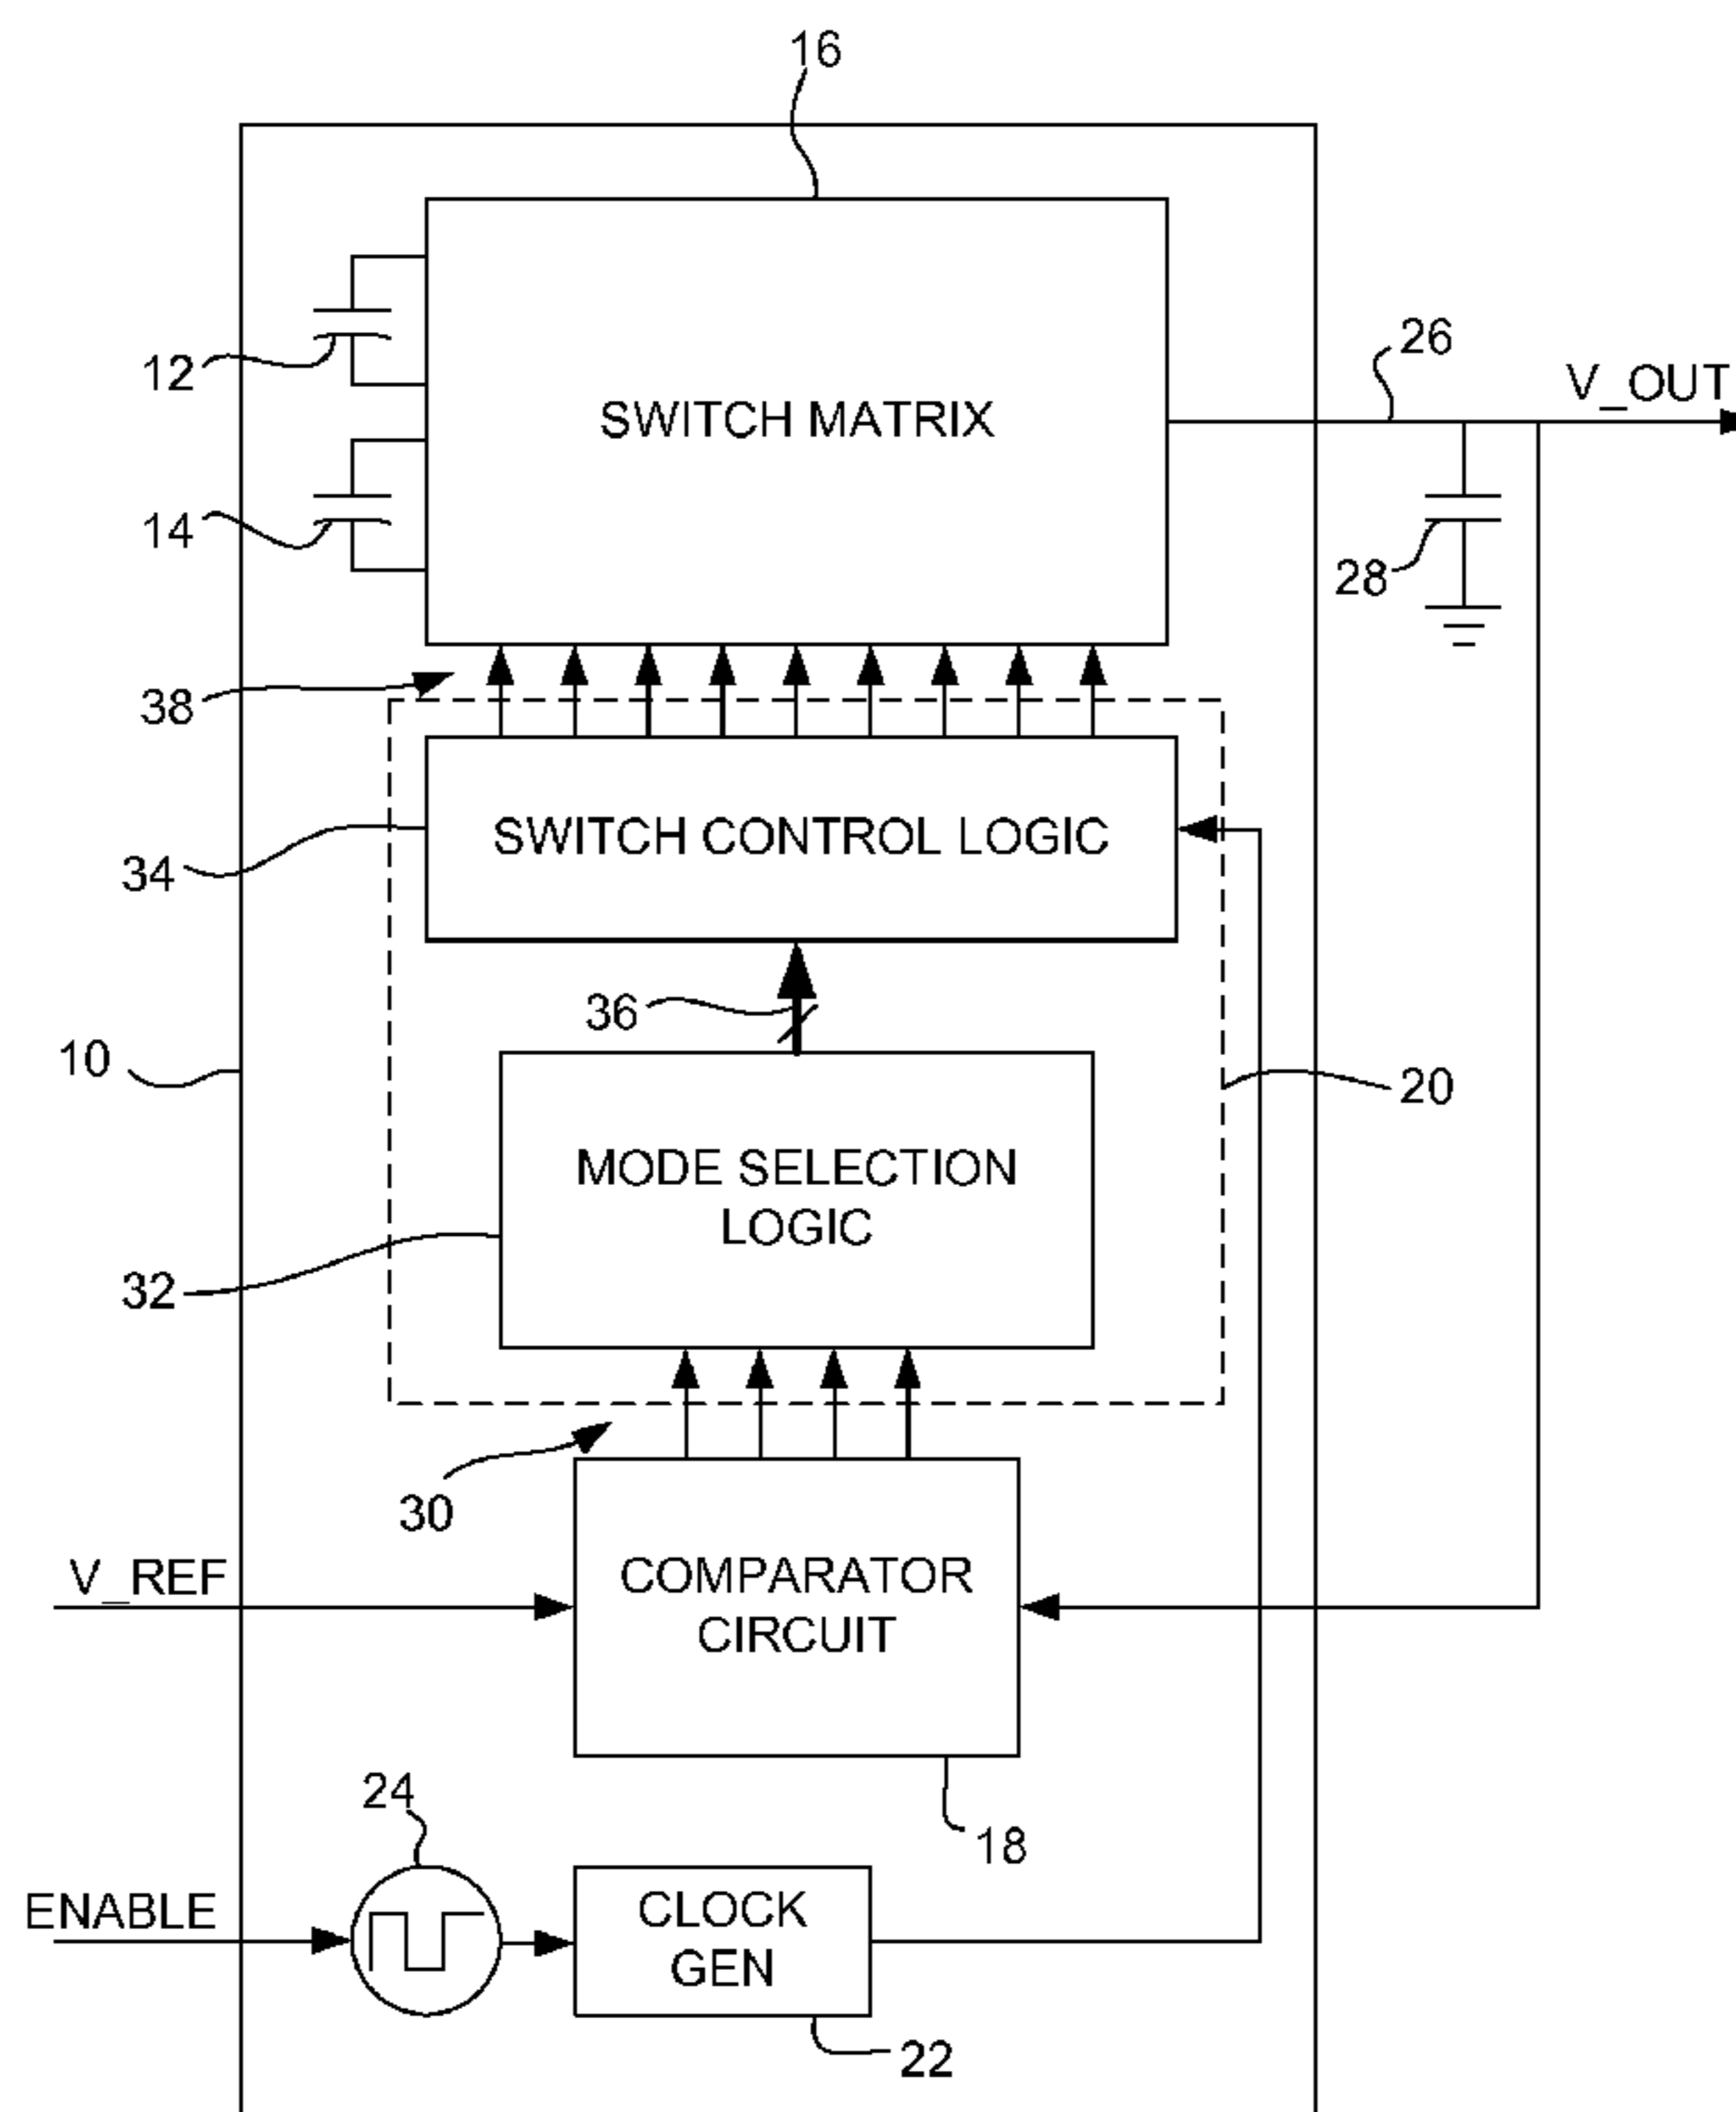 16
12
SWITCH MATRIX
26
V_OUT
14
28
38
SWITCH CONTROL LOGIC
34
36
10
20
MODE SELECTION
LOGIC
32
30
V_REF
COMPARATOR
CIRCUIT
24
18
ENABLE
CLOCK
GEN
22